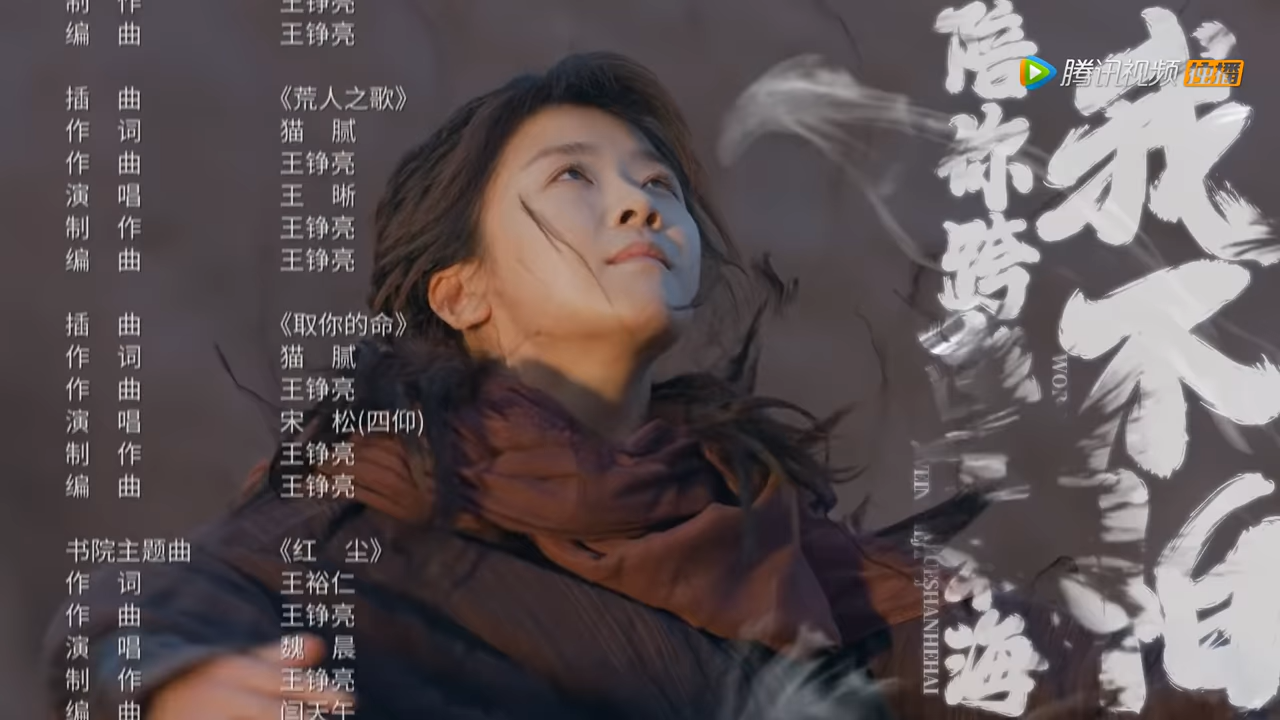 制 作 王铮亮
编 曲 王铮亮
插 曲 《荒人之歌》
作 词 猫 腻
作 曲 王铮亮
演 唱 王 晰
制 作 王铮亮
编 曲 王铮亮
插 曲 《取你的命》
作 词 猫 腻
作 曲 王铮亮
演 唱 宋 松(四仰)
制 作 王铮亮
编 曲 王铮亮
书院主题曲 《红 尘》
作 词 王裕仁
作 曲 王铮亮
演 唱 魏 晨
制 作 王铮亮
编 曲 闫天午
腾讯视频 独播
我不怕
陪你跨 海